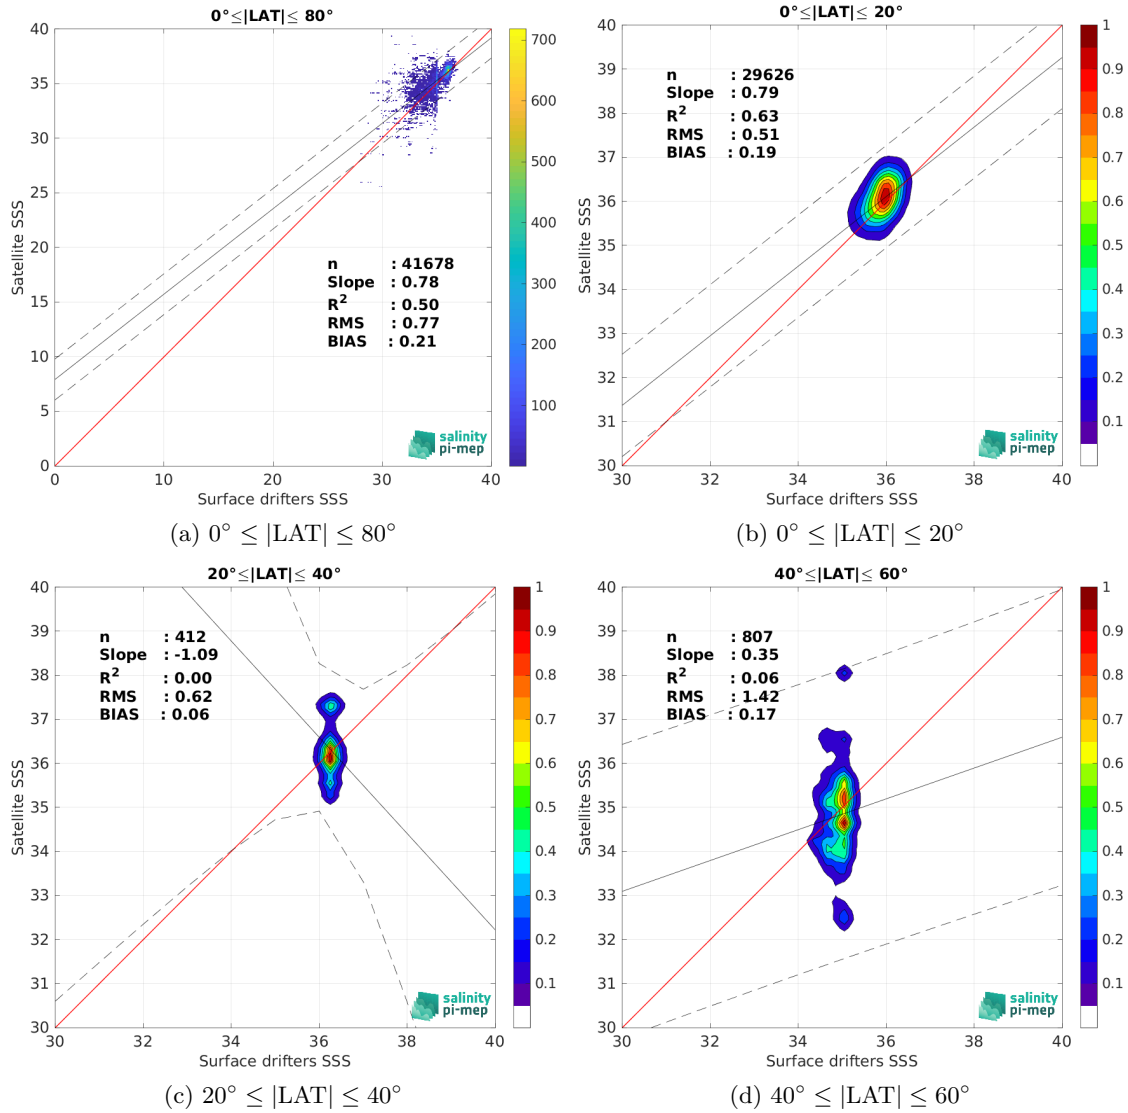 0°≤|LAT|≤ 80°
40
35
30
25
20
15
10
5
0
0
10
20
30
40
Satellite SSS
Surface drifters SSS
n : 41678
Slope : 0.78
R² : 0.50
RMS : 0.77
BIAS : 0.21
700
600
500
400
300
200
100
salinity
pi-mep
(a) 0° ≤ |LAT| ≤ 80°
0°≤|LAT|≤ 20°
40
39
38
37
36
35
34
33
32
31
30
30
32
34
36
38
40
Satellite SSS
Surface drifters SSS
n : 29626
Slope : 0.79
R² : 0.63
RMS : 0.51
BIAS : 0.19
1
0.9
0.8
0.7
0.6
0.5
0.4
0.3
0.2
0.1
salinity
pi-mep
(b) 0° ≤ |LAT| ≤ 20°
20°≤|LAT|≤ 40°
40
39
38
37
36
35
34
33
32
31
30
30
32
34
36
38
40
Satellite SSS
Surface drifters SSS
n : 412
Slope : -1.09
R² : 0.00
RMS : 0.62
BIAS : 0.06
1
0.9
0.8
0.7
0.6
0.5
0.4
0.3
0.2
0.1
salinity
pi-mep
(c) 20° ≤ |LAT| ≤ 40°
40°≤|LAT|≤ 60°
40
39
38
37
36
35
34
33
32
31
30
30
32
34
36
38
40
Satellite SSS
Surface drifters SSS
n : 807
Slope : 0.35
R² : 0.06
RMS : 1.42
BIAS : 0.17
1
0.9
0.8
0.7
0.6
0.5
0.4
0.3
0.2
0.1
salinity
pi-mep
(d) 40° ≤ |LAT| ≤ 60°